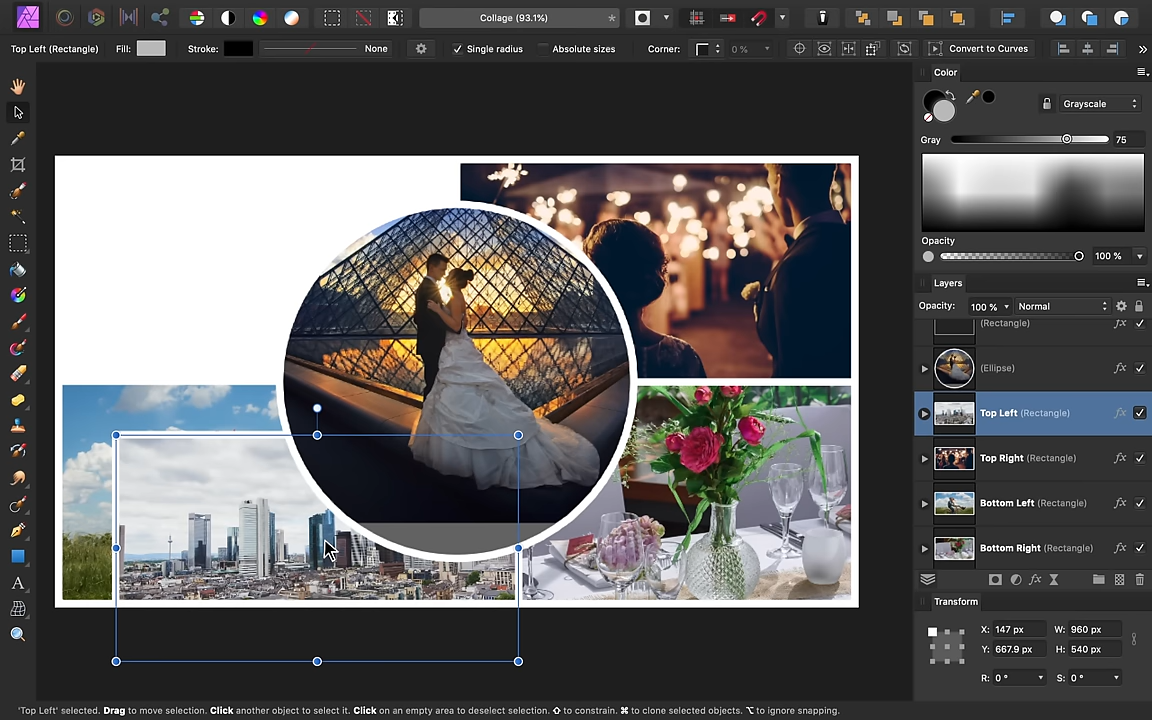 Collage (93.1%)
*
Top Left (Rectangle)
Fill:
Stroke:
None
Single radius
Absolute sizes
Corner:
0 %
Convert to Curves
Color
Grayscale
Gray
75
Opacity
100 %
Layers
Opacity:
100 %
Normal
(Rectangle)
(Ellipse)
Top Left (Rectangle)
Top Right (Rectangle)
Bottom Left (Rectangle)
Bottom Right (Rectangle)
Transform
X: 147 px
W: 960 px
Y: 667.9 px
H: 540 px
R: 0 °
S: 0 °
'Top Left' selected. Drag to move selection. Click another object to select it. Click on an empty area to deselect selection. ⇧ to constrain. ⌘ to clone selected objects. ⌥ to ignore snapping.